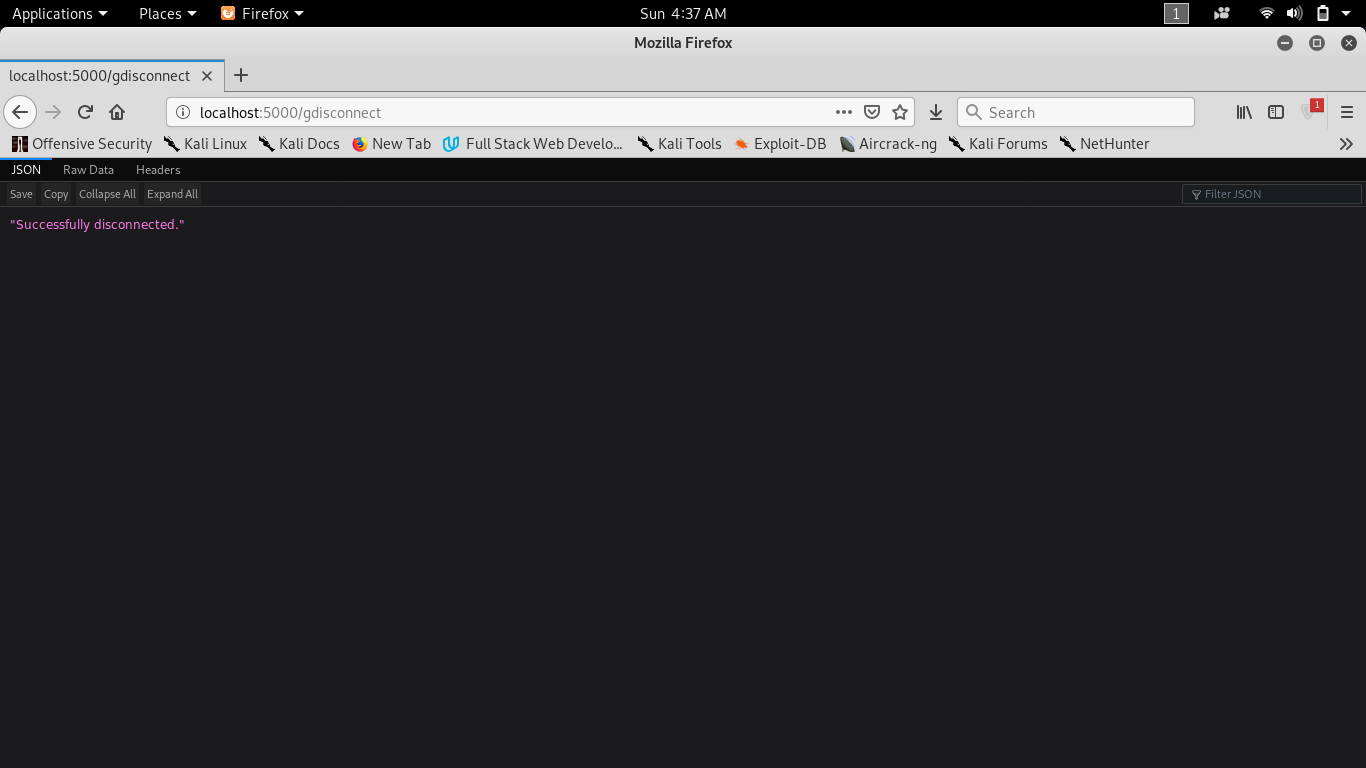 Applications Places Firefox Sun 4:37 AM 1
Mozilla Firefox
localhost:5000/gdisconnect
localhost:5000/gdisconnect Search 1
Offensive Security Kali Linux Kali Docs New Tab Full Stack Web Develo... Kali Tools Exploit-DB Aircrack-ng Kali Forums NetHunter
JSON Raw Data Headers
Save Copy Collapse All Expand All Filter JSON
"Successfully disconnected."